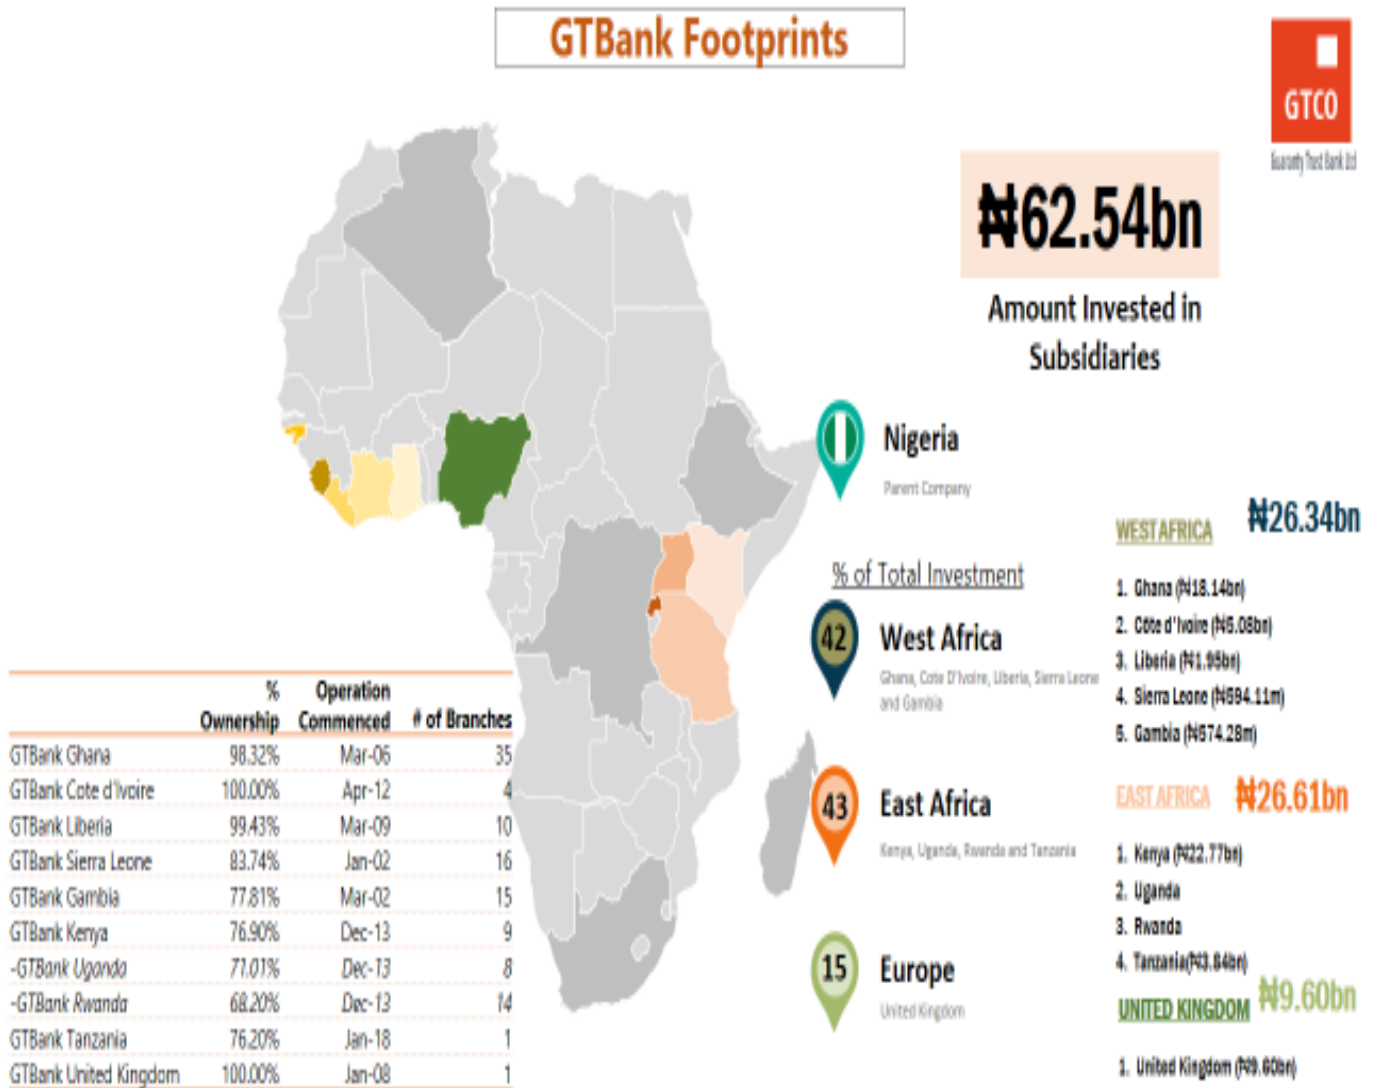 GTBank Footprints
GTCO
Guaranty Trust Bank Ltd
₦62.54bn
Amount Invested in
Subsidiaries
Nigeria
Parent Company
% of Total Investment
42
West Africa
Ghana, Cote D'Ivoire, Liberia, Sierra Leone
and Gambia
43
East Africa
Kenya, Uganda, Rwanda and Tanzania
15
Europe
United Kingdom
WEST AFRICA ₦26.34bn
1. Ghana (₦18.14bn)
2. Côte d'Ivoire (₦5.08bn)
3. Liberia (₦1.95bn)
4. Sierra Leone (₦594.11m)
5. Gambia (₦574.28m)
EAST AFRICA ₦26.61bn
1. Kenya (₦22.77bn)
2. Uganda
3. Rwanda
4. Tanzania(₦3.84bn)
UNITED KINGDOM ₦9.60bn
1. United Kingdom (₦9.60bn)
% Ownership Operation Commenced # of Branches
GTBank Ghana 98.32% Mar-06 35
GTBank Cote d'Ivoire 100.00% Apr-12 4
GTBank Liberia 99.43% Mar-09 10
GTBank Sierra Leone 83.74% Jan-02 16
GTBank Gambia 77.81% Mar-02 15
GTBank Kenya 76.90% Dec-13 9
-GTBank Uganda 71.01% Dec-13 8
-GTBank Rwanda 68.20% Dec-13 14
GTBank Tanzania 76.20% Jan-18 1
GTBank United Kingdom 100.00% Jan-08 1